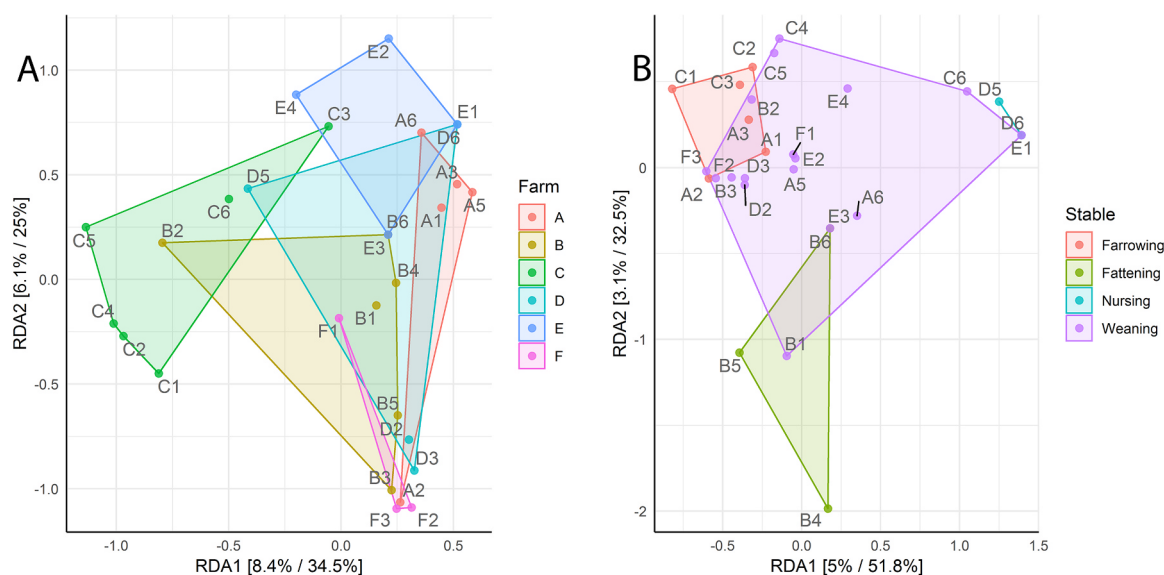 A
RDA2 [6.1% / 25%]
1.0
0.5
0.0
-0.5
-1.0
E2
E4
C3
E1
A6
D6
A3
D5
A5
C6
A1
C5
B2
B6
E3
B4
C4
B1
F1
C2
C1
B5
D2
D3
B3
A2
F3
F2
-1.0
-0.5
0.0
0.5
RDA1 [8.4% / 34.5%]
Farm
A
B
C
D
E
F
B
RDA2 [3.1% / 32.5%]
0
-1
-2
C4
C2
C5
C1
C3
C6
D5
E4
B2
A3
A1
F1
D6
E1
F3
F2
D3
E2
A2
B3
A5
D2
A6
E3
B6
B1
B5
B4
-0.5
0.0
0.5
1.0
1.5
RDA1 [5% / 51.8%]
Stable
Farrowing
Fattening
Nursing
Weaning